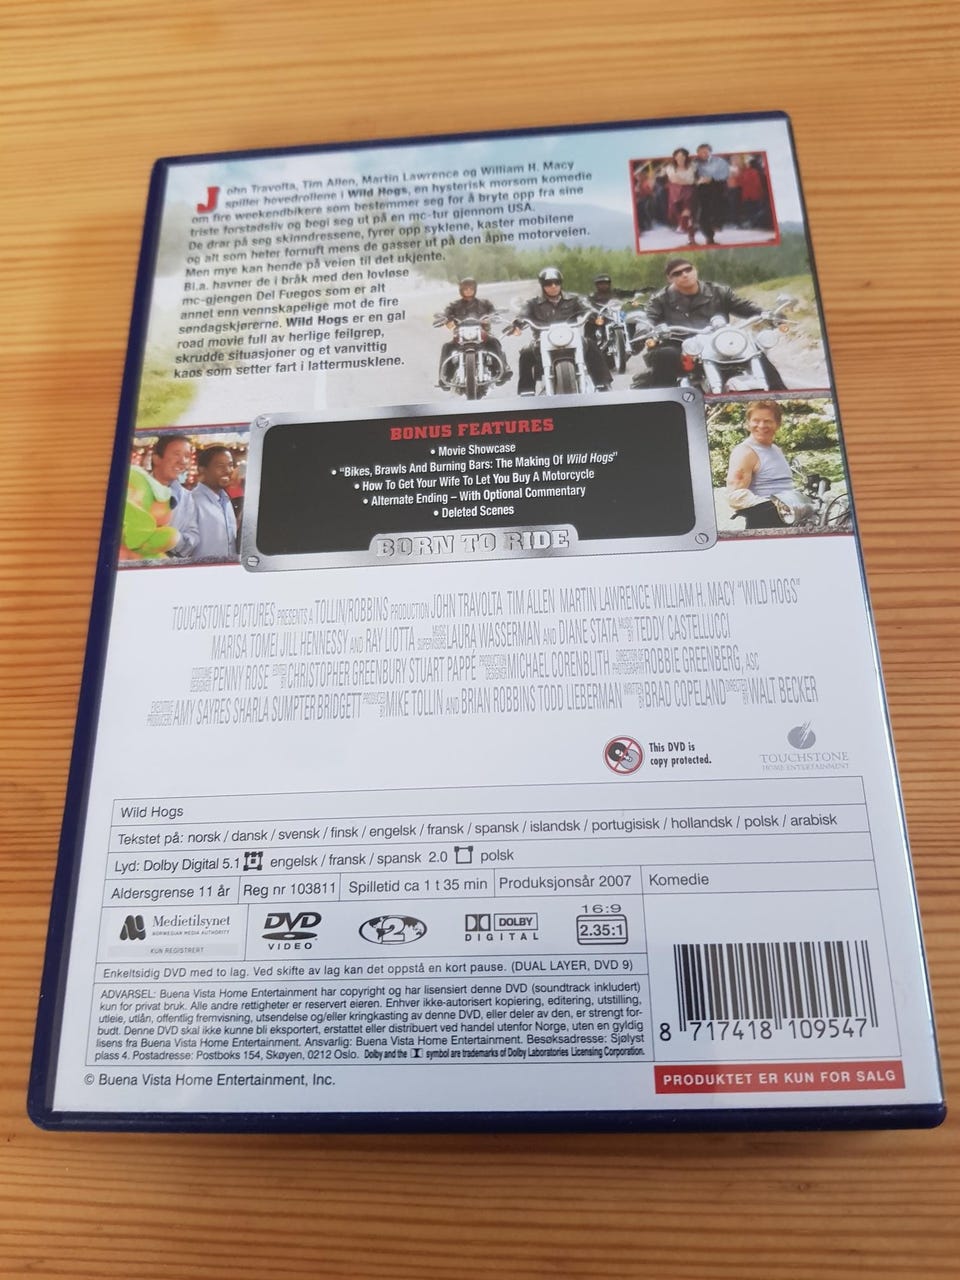 John Travolta, Tim Allen, Martin Lawrence og William H. Macy
spiller hovedrollene i Wild Hogs, en hysterisk morsom komedie
om fire weekendbikere som bestemmer seg for å bryte opp fra sine
triste forstadsliv og begi seg ut på en mc-tur gjennom USA.
De drar på seg skinndressene, fyrer opp syklene, kaster mobilene
og alt som heter fornuft mens de gasser ut på den åpne motorveien.
Men mye kan hende på veien til det ukjente.
Bl.a. havner de i bråk med den lovløse
mc-gjengen Del Fuegos som er alt
annet enn vennskapelige mot de fire
søndagskjørerne. Wild Hogs er en gal
road movie full av herlige feilgrep,
skrudde situasjoner og et vanvittig
kaos som setter fart i lattermusklene.
BONUS FEATURES
• Movie Showcase
• "Bikes, Brawls And Burning Bars: The Making Of Wild Hogs"
• How To Get Your Wife To Let You Buy A Motorcycle
• Alternate Ending – With Optional Commentary
• Deleted Scenes
BORN TO RIDE
TOUCHSTONE PICTURES PRESENTS A TOLLIN/ROBBINS PRODUCTION JOHN TRAVOLTA TIM ALLEN MARTIN LAWRENCE WILLIAM H. MACY "WILD HOGS"
MARISA TOMEI JILL HENNESSY AND RAY LIOTTA MUSIC SUPERVISORS LAURA WASSERMAN AND DIANE STATA MUSIC BY TEDDY CASTELLUCCI
COSTUME DESIGNER PENNY ROSE EDITED BY CHRISTOPHER GREENBURY STUART PAPPÉ PRODUCTION DESIGNER MICHAEL CORENBLITH DIRECTOR OF PHOTOGRAPHY ROBBIE GREENBERG, ASC
EXECUTIVE PRODUCERS AMY SAYRES SHARLA SUMPTER BRIDGETT PRODUCED BY MIKE TOLLIN AND BRIAN ROBBINS TODD LIEBERMAN WRITTEN BY BRAD COPELAND DIRECTED BY WALT BECKER
This DVD is
copy protected.
TOUCHSTONE
HOME ENTERTAINMENT
Wild Hogs
Tekstet på: norsk / dansk / svensk / finsk / engelsk / fransk / spansk / islandsk / portugisisk / hollandsk / polsk / arabisk
Lyd: Dolby Digital 5.1 engelsk / fransk / spansk 2.0 polsk
Aldersgrense 11 år Reg nr 103811 Spilletid ca 1 t 35 min Produksjonsår 2007 Komedie
Medietilsynet
NORWEGIAN MEDIA AUTHORITY
KUN REGISTRERT
DVD
VIDEO
2
DOLBY
DIGITAL
16:9
2.35:1
Enkeltsidig DVD med to lag. Ved skifte av lag kan det oppstå en kort pause. (DUAL LAYER, DVD 9)
ADVARSEL: Buena Vista Home Entertainment har copyright og har lisensiert denne DVD (soundtrack inkludert)
kun for privat bruk. Alle andre rettigheter er reservert eieren. Enhver ikke-autorisert kopiering, editering, utstilling,
utleie, utlån, offentlig fremvisning, utsendelse og/eller kringkasting av denne DVD, eller deler av den, er strengt for-
budt. Denne DVD skal ikke kunne bli eksportert, erstattet eller distribuert ved handel utenfor Norge, uten en gyldig
lisens fra Buena Vista Home Entertainment. Ansvarlig: Buena Vista Home Entertainment. Besøksadresse: Sjølyst
plass 4. Postadresse: Postboks 154, Skøyen, 0212 Oslo. Dolby and the symbol are trademarks of Dolby Laboratories Licensing Corporation.
8 717418 109547
© Buena Vista Home Entertainment, Inc.
PRODUKTET ER KUN FOR SALG